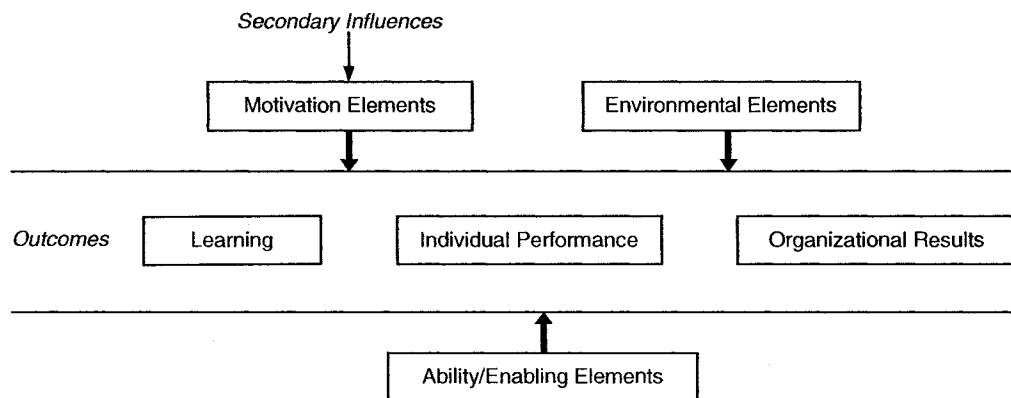 Secondary Influences
Motivation Elements
Environmental Elements
Outcomes
Learning
Individual Performance
Organizational Results
Ability/Enabling Elements